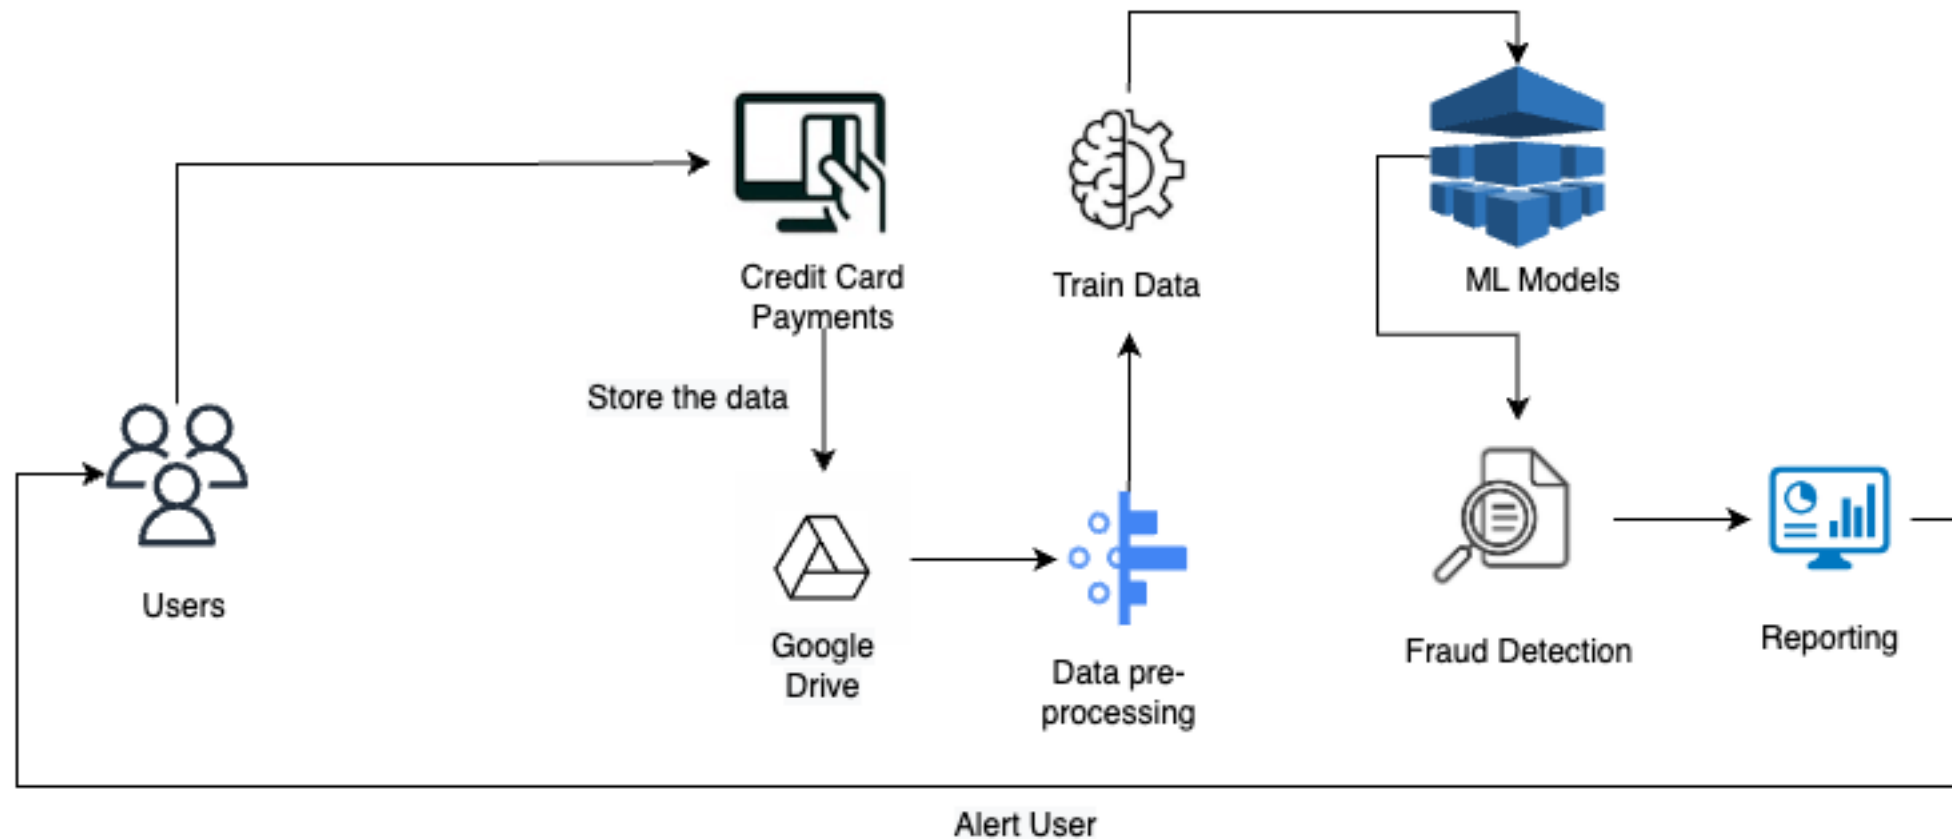 Credit Card
Payments
Train Data
ML Models
Store the data
Users
Google
Drive
Data pre-
processing
Fraud Detection
Reporting
Alert User